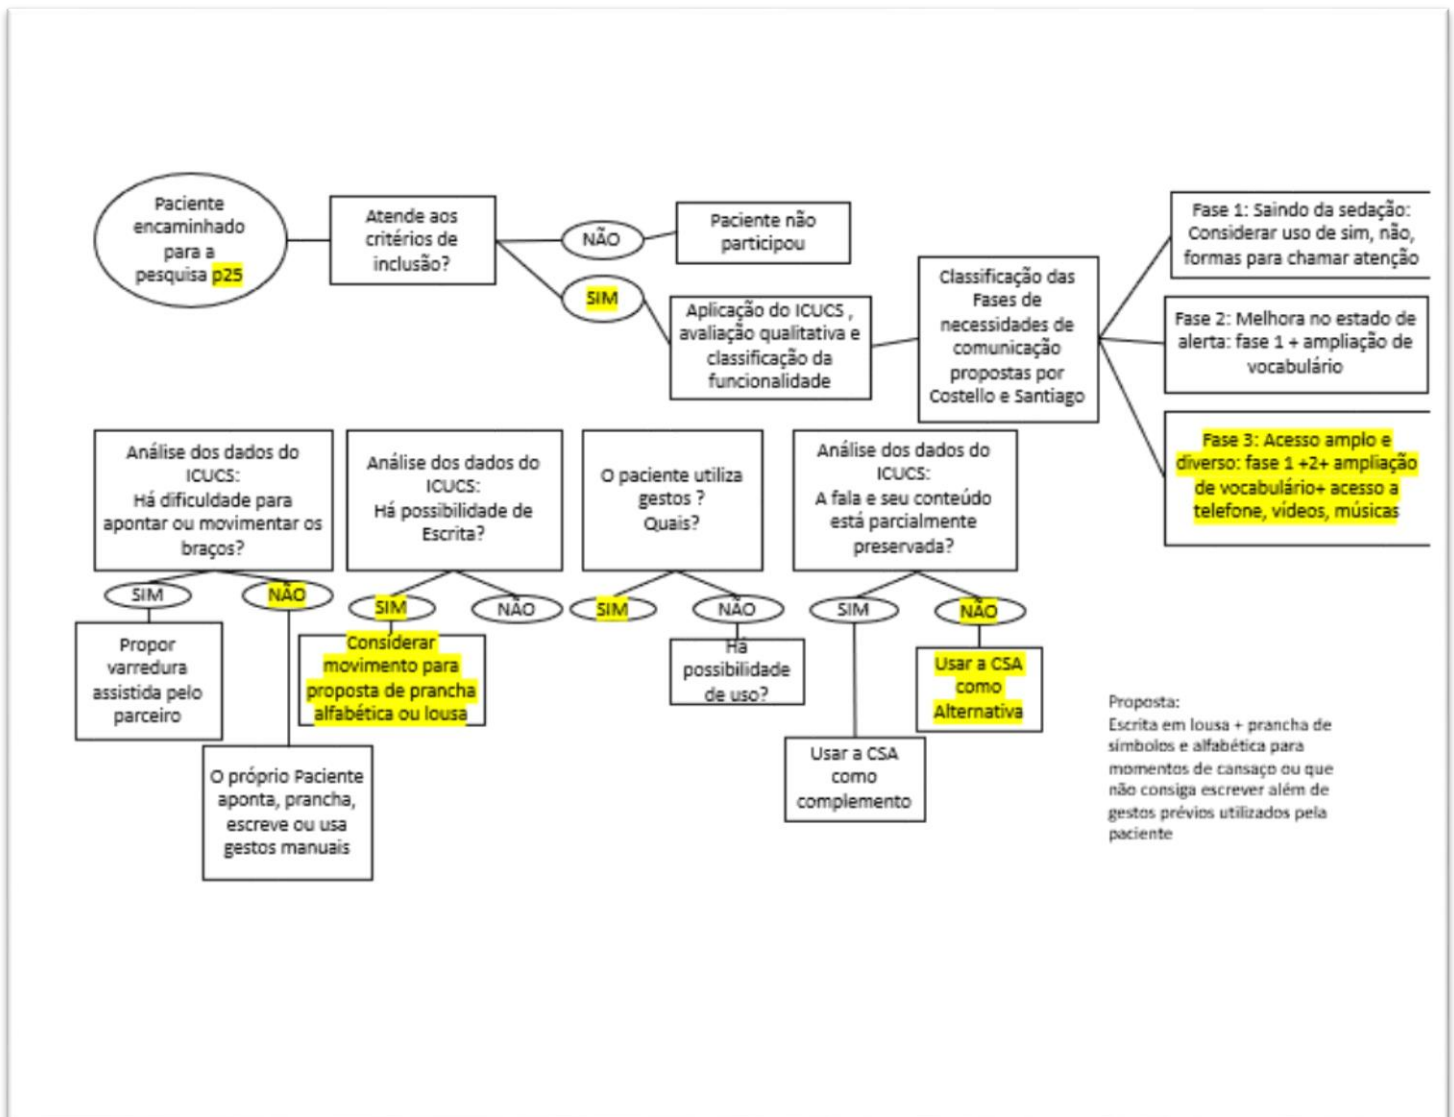 Paciente
encaminhado
para a
pesquisa p25
Atende aos
critérios de
inclusão?
NÃO
Paciente não
participou
SIM
Aplicação do ICUCS ,
avaliação qualitativa e
classificação da
funcionalidade
Classificação das
Fases de
necessidades de
comunicação
propostas por
Costello e Santiago
Fase 1: Saindo da sedação:
Considerar uso de sim, não,
formas para chamar atenção
Fase 2: Melhora no estado de
alerta: fase 1 + ampliação de
vocabulário
Fase 3: Acesso amplo e
diverso: fase 1 +2+ ampliação
de vocabulário+ acesso a
telefone, vídeos, músicas
Análise dos dados do
ICUCS:
Há dificuldade para
apontar ou movimentar os
braços?
SIM
NÃO
Propor
varredura
assistida pelo
parceiro
O próprio Paciente
aponta, prancha,
escreve ou usa
gestos manuais
Análise dos dados do
ICUCS:
Há possibilidade de
Escrita?
SIM
NÃO
Considerar
movimento para
proposta de prancha
alfabética ou lousa
O paciente utiliza
gestos ?
Quais?
SIM
NÃO
Há
possibilidade
de uso?
Análise dos dados do
ICUCS:
A fala e seu conteúdo
está parcialmente
preservada?
SIM
NÃO
Usar a CSA
como
complemento
Usar a CSA
como
Alternativa
Proposta:
Escrita em lousa + prancha de
símbolos e alfabética para
momentos de cansaço ou que
não consiga escrever além de
gestos prévios utilizados pela
paciente